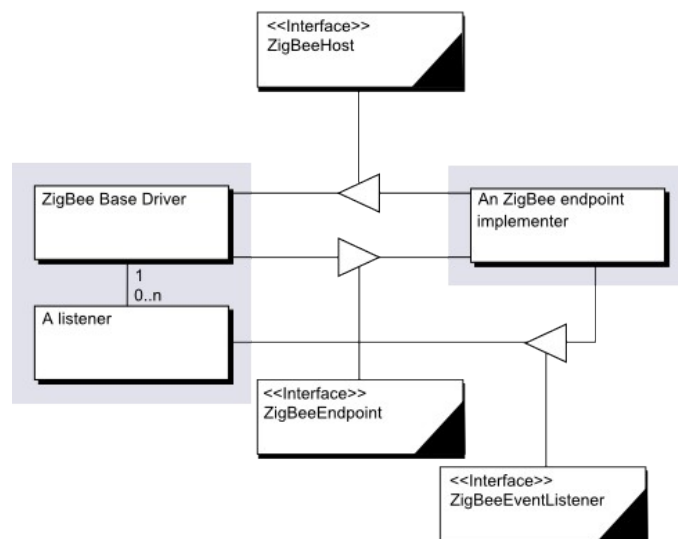 <<Interface>>
ZigBeeHost
ZigBee Base Driver
An ZigBee endpoint
implementer
1
0..n
A listener
<<Interface>>
ZigBeeEndpoint
<<Interface>>
ZigBeeEventListener